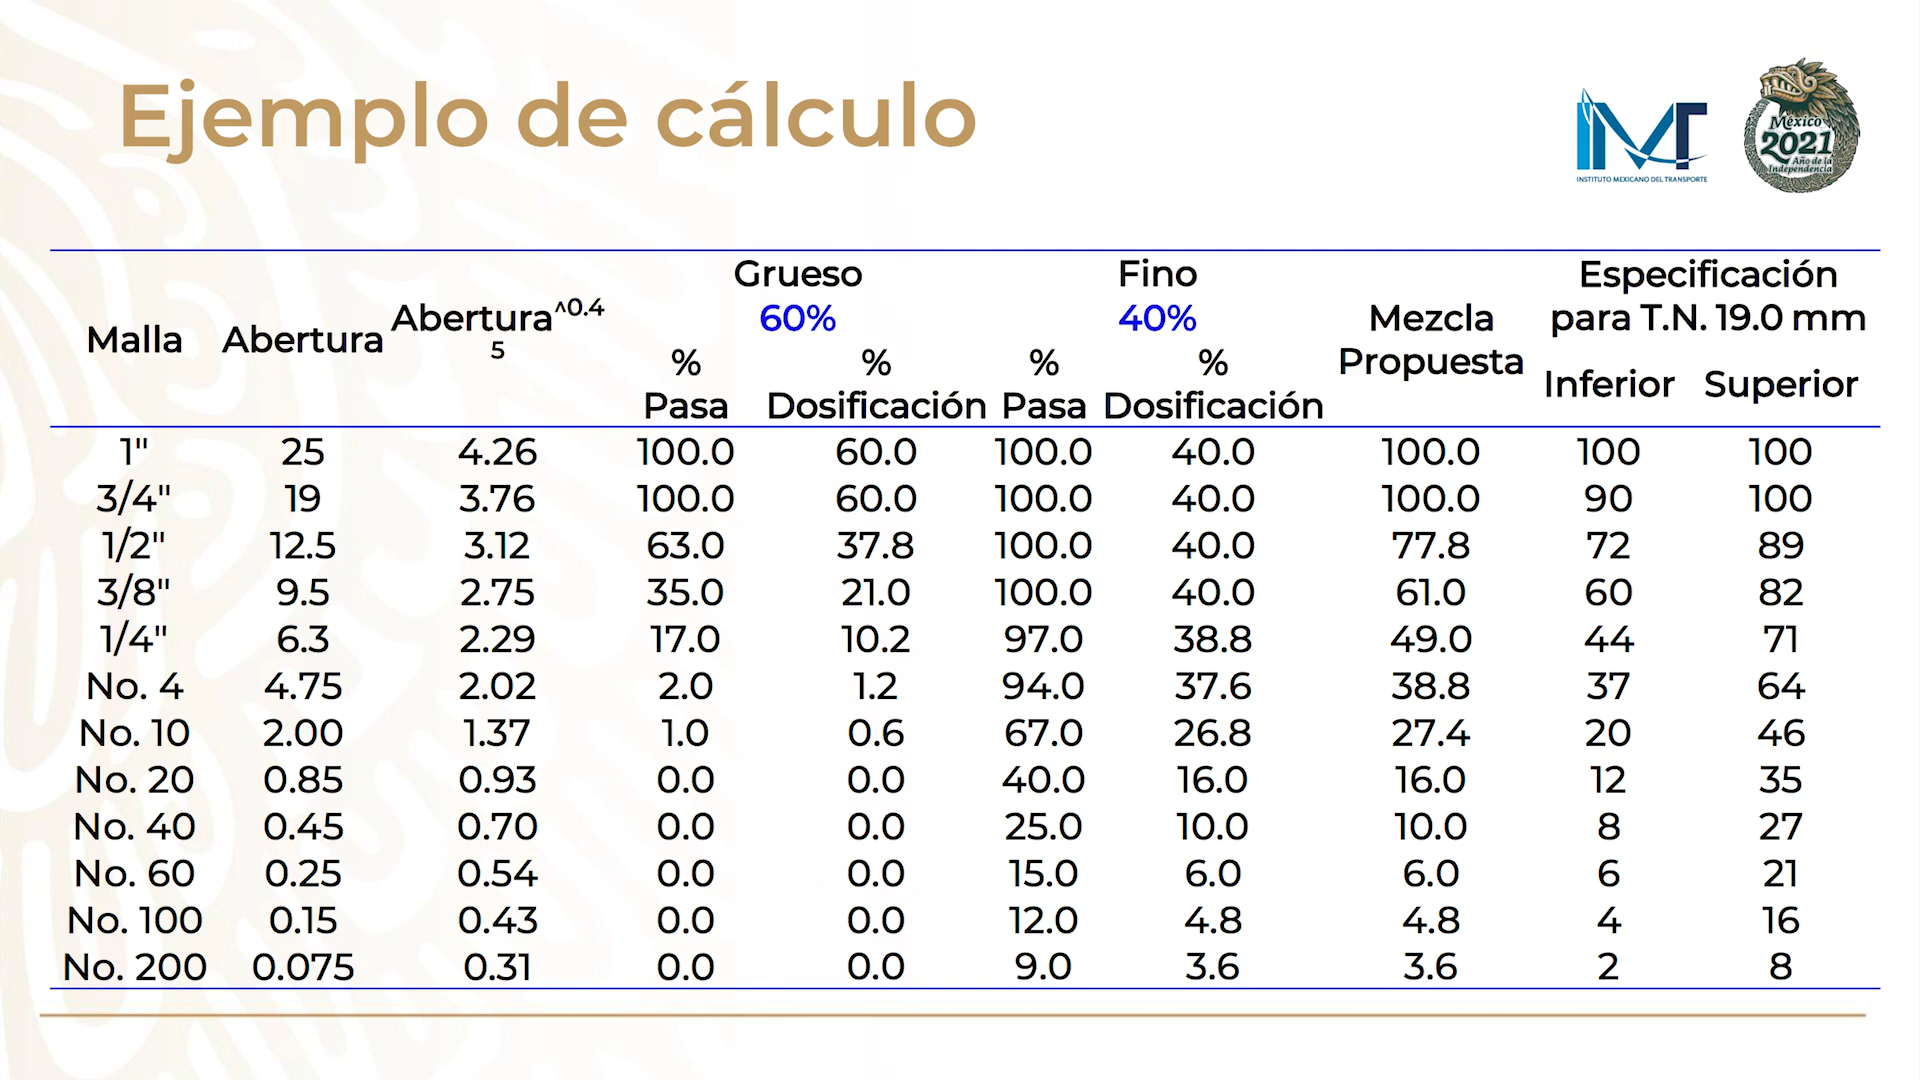 Ejemplo de cálculo
INSTITUTO MEXICANO DEL TRANSPORTE
México
2021
Año de la
Independencia
Grueso Fino Especificación
60% 40% para T.N. 19.0 mm
Malla Abertura Abertura^0.4 5 Mezcla Propuesta
% Pasa % Dosificación % Pasa % Dosificación Inferior Superior
1" 25 4.26 100.0 60.0 100.0 40.0 100.0 100 100
3/4" 19 3.76 100.0 60.0 100.0 40.0 100.0 90 100
1/2" 12.5 3.12 63.0 37.8 100.0 40.0 77.8 72 89
3/8" 9.5 2.75 35.0 21.0 100.0 40.0 61.0 60 82
1/4" 6.3 2.29 17.0 10.2 97.0 38.8 49.0 44 71
No. 4 4.75 2.02 2.0 1.2 94.0 37.6 38.8 37 64
No. 10 2.00 1.37 1.0 0.6 67.0 26.8 27.4 20 46
No. 20 0.85 0.93 0.0 0.0 40.0 16.0 16.0 12 35
No. 40 0.45 0.70 0.0 0.0 25.0 10.0 10.0 8 27
No. 60 0.25 0.54 0.0 0.0 15.0 6.0 6.0 6 21
No. 100 0.15 0.43 0.0 0.0 12.0 4.8 4.8 4 16
No. 200 0.075 0.31 0.0 0.0 9.0 3.6 3.6 2 8